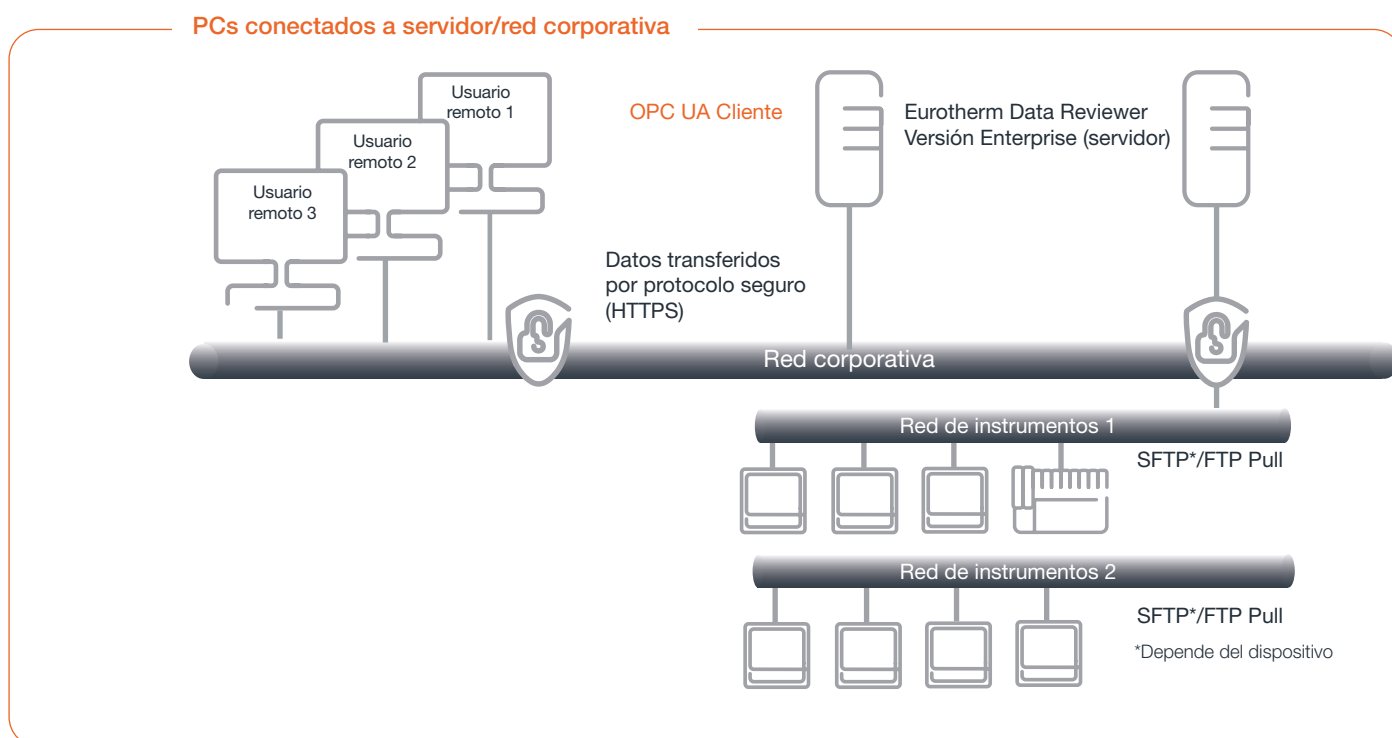 PCs conectados a servidor/red corporativa
Usuario
remoto 1
Usuario
remoto 2
Usuario
remoto 3
OPC UA Cliente
Eurotherm Data Reviewer
Versión Enterprise (servidor)
Datos transferidos
por protocolo seguro
(HTTPS)
Red corporativa
Red de instrumentos 1
SFTP*/FTP Pull
Red de instrumentos 2
SFTP*/FTP Pull
*Depende del dispositivo